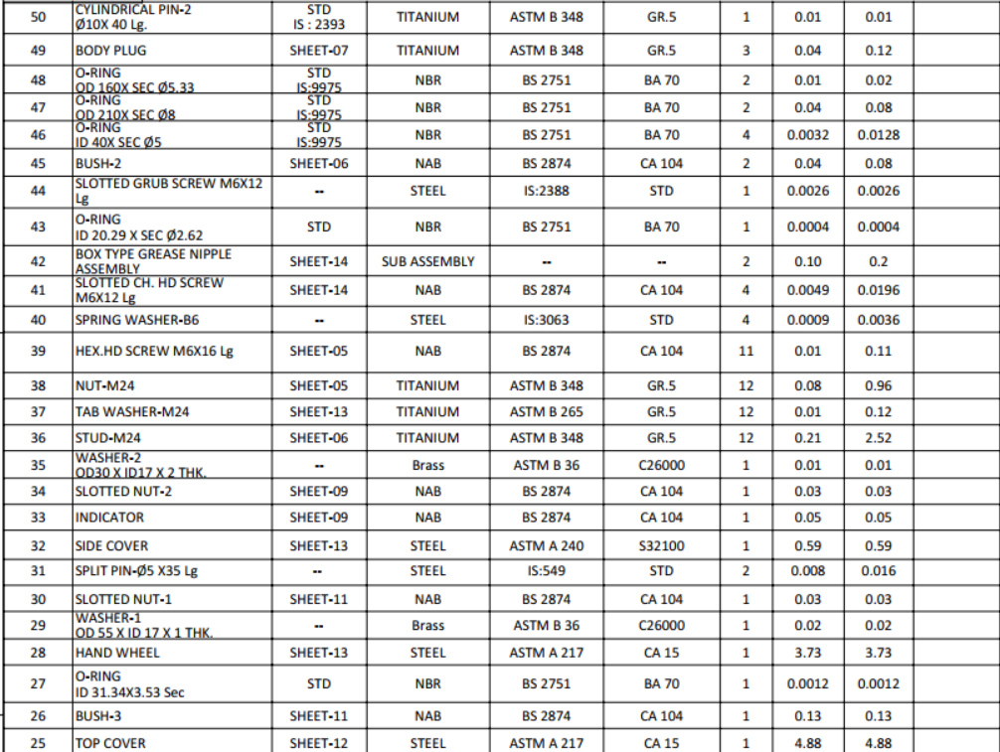 50 CYLINDRICAL PIN-2 Ø10X 40 Lg. STD IS : 2393 TITANIUM ASTM B 348 GR.5 1 0.01 0.01
49 BODY PLUG SHEET-07 TITANIUM ASTM B 348 GR.5 3 0.04 0.12
48 O-RING OD 160X SEC Ø5.33 STD IS:9975 NBR BS 2751 BA 70 2 0.01 0.02
47 O-RING OD 210X SEC Ø8 STD IS:9975 NBR BS 2751 BA 70 2 0.04 0.08
46 O-RING ID 40X SEC Ø5 STD IS:9975 NBR BS 2751 BA 70 4 0.0032 0.0128
45 BUSH-2 SHEET-06 NAB BS 2874 CA 104 2 0.04 0.08
44 SLOTTED GRUB SCREW M6X12 Lg -- STEEL IS:2388 STD 1 0.0026 0.0026
43 O-RING ID 20.29 X SEC Ø2.62 STD NBR BS 2751 BA 70 1 0.0004 0.0004
42 BOX TYPE GREASE NIPPLE ASSEMBLY SHEET-14 SUB ASSEMBLY -- -- 2 0.10 0.2
41 SLOTTED CH. HD SCREW M6X12 Lg SHEET-14 NAB BS 2874 CA 104 4 0.0049 0.0196
40 SPRING WASHER-B6 -- STEEL IS:3063 STD 4 0.0009 0.0036
39 HEX.HD SCREW M6X16 Lg SHEET-05 NAB BS 2874 CA 104 11 0.01 0.11
38 NUT-M24 SHEET-05 TITANIUM ASTM B 348 GR.5 12 0.08 0.96
37 TAB WASHER-M24 SHEET-13 TITANIUM ASTM B 265 GR.5 12 0.01 0.12
36 STUD-M24 SHEET-06 TITANIUM ASTM B 348 GR.5 12 0.21 2.52
35 WASHER-2 OD30 X ID17 X 2 THK. -- Brass ASTM B 36 C26000 1 0.01 0.01
34 SLOTTED NUT-2 SHEET-09 NAB BS 2874 CA 104 1 0.03 0.03
33 INDICATOR SHEET-09 NAB BS 2874 CA 104 1 0.05 0.05
32 SIDE COVER SHEET-13 STEEL ASTM A 240 S32100 1 0.59 0.59
31 SPLIT PIN-Ø5 X35 Lg -- STEEL IS:549 STD 2 0.008 0.016
30 SLOTTED NUT-1 SHEET-11 NAB BS 2874 CA 104 1 0.03 0.03
29 WASHER-1 OD 55 X ID 17 X 1 THK. -- Brass ASTM B 36 C26000 1 0.02 0.02
28 HAND WHEEL SHEET-13 STEEL ASTM A 217 CA 15 1 3.73 3.73
27 O-RING ID 31.34X3.53 Sec STD NBR BS 2751 BA 70 1 0.0012 0.0012
26 BUSH-3 SHEET-11 NAB BS 2874 CA 104 1 0.13 0.13
25 TOP COVER SHEET-12 STEEL ASTM A 217 CA 15 1 4.88 4.88